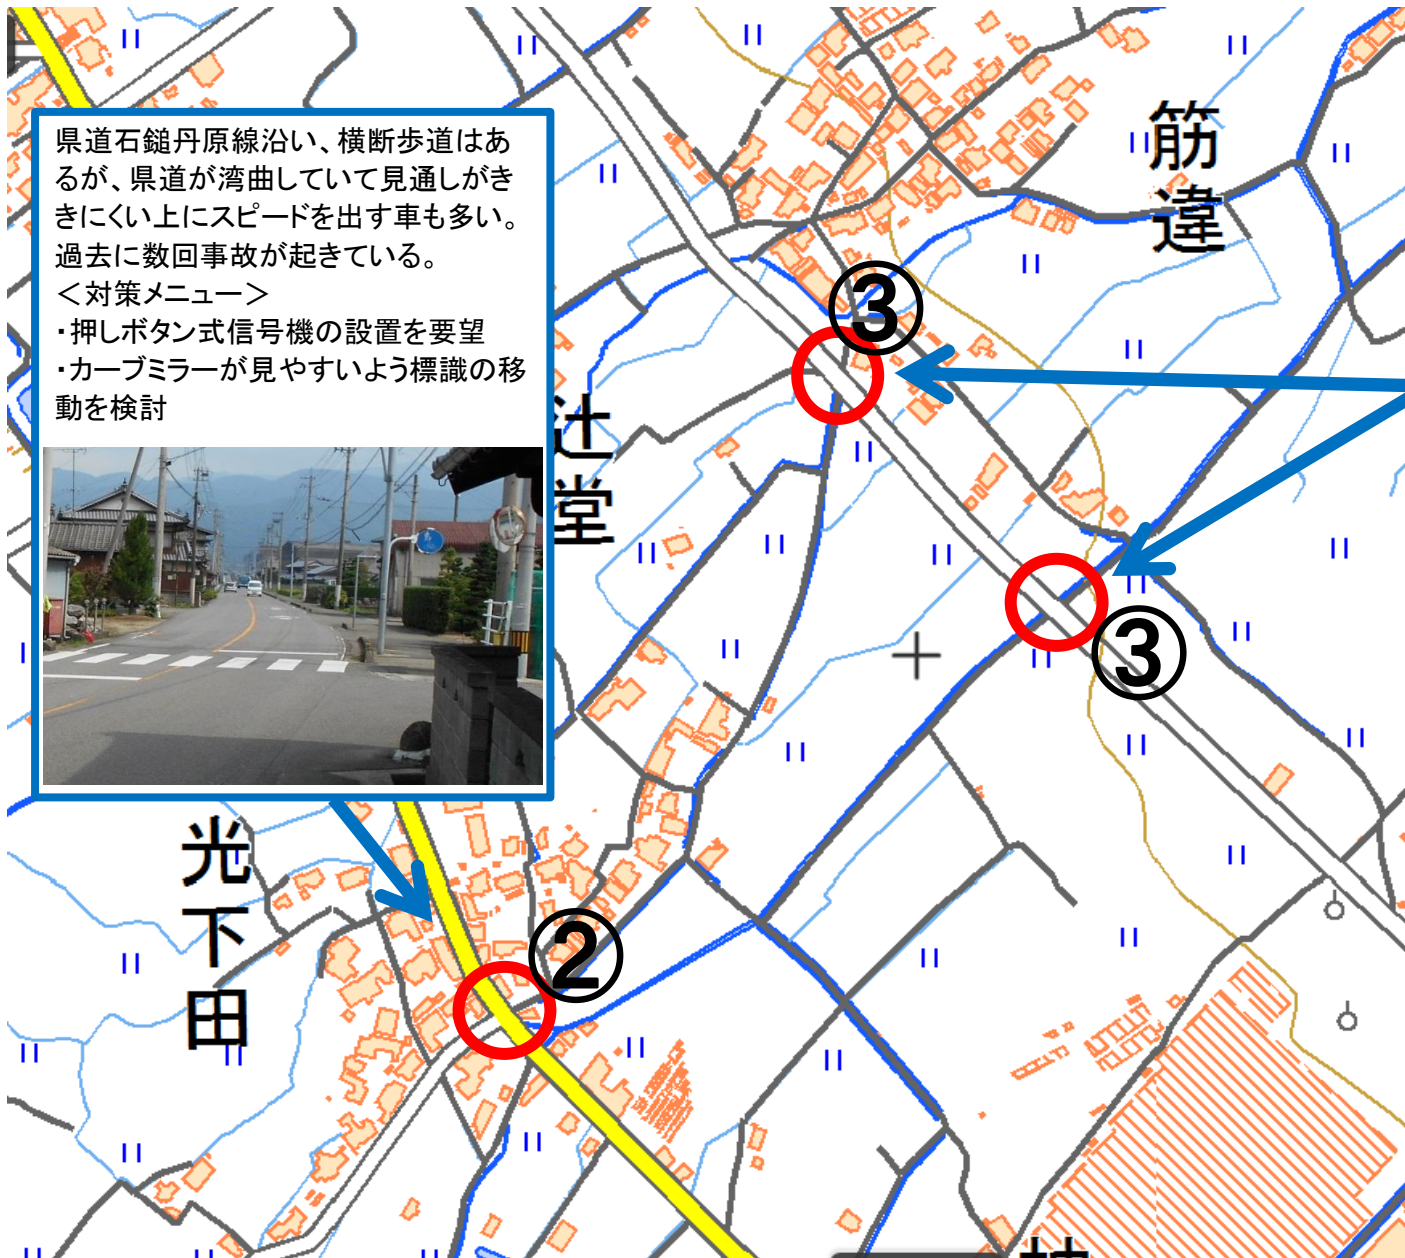 県道石鎚丹原線沿い、横断歩道はあ
るが、県道が湾曲していて見通しがき
きにくい上にスピードを出す車も多い。
過去に数回事故が起きている。
＜対策メニュー＞
・押しボタン式信号機の設置を要望
・カーブミラーが見やすいよう標識の移
動を検討
筋違
③
辻堂
③
光下田
②